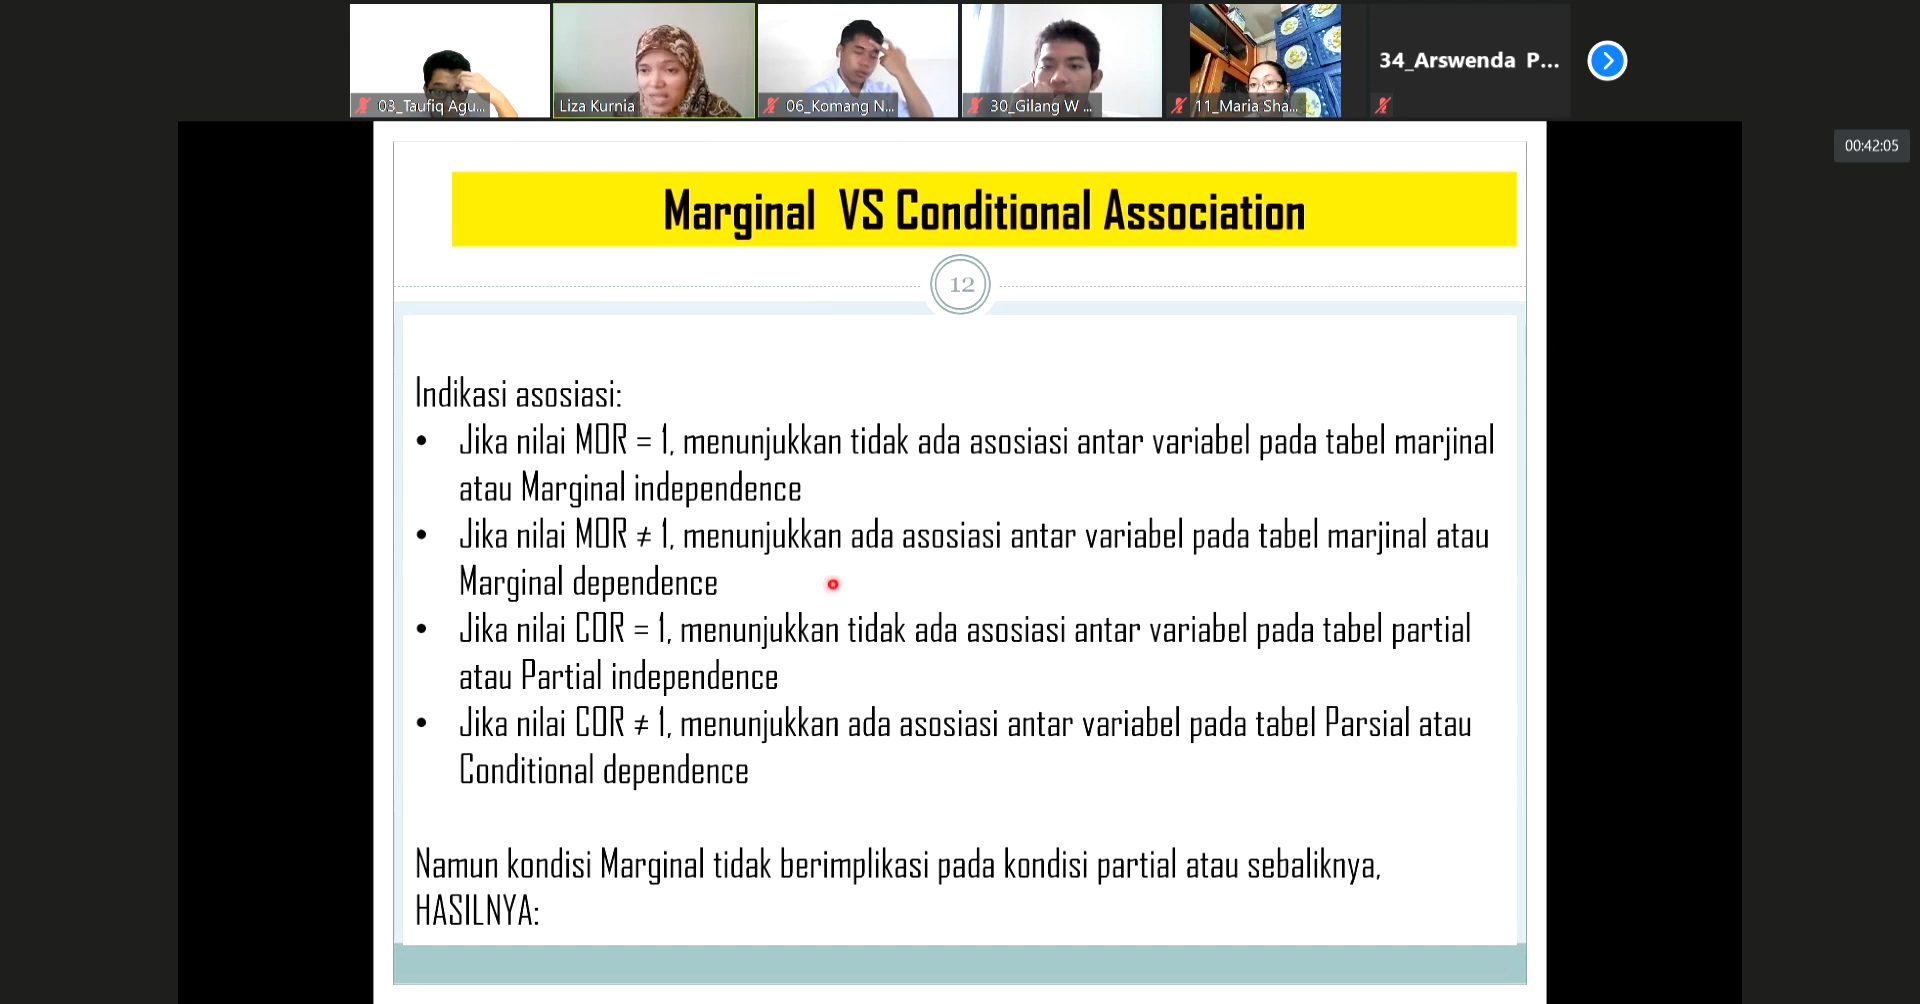 03_Taufiq Agu...
Liza Kurnia
06_Komang N...
30_Gilang W ...
11_Maria Sha...
34_Arswenda P...
00:42:05
Marginal VS Conditional Association
12
Indikasi asosiasi:
• Jika nilai MOR = 1, menunjukkan tidak ada asosiasi antar variabel pada tabel marjinal
atau Marginal independence
• Jika nilai MOR ≠ 1, menunjukkan ada asosiasi antar variabel pada tabel marjinal atau
Marginal dependence
• Jika nilai COR = 1, menunjukkan tidak ada asosiasi antar variabel pada tabel partial
atau Partial independence
• Jika nilai COR ≠ 1, menunjukkan ada asosiasi antar variabel pada tabel Parsial atau
Conditional dependence
Namun kondisi Marginal tidak berimplikasi pada kondisi partial atau sebaliknya,
HASILNYA: